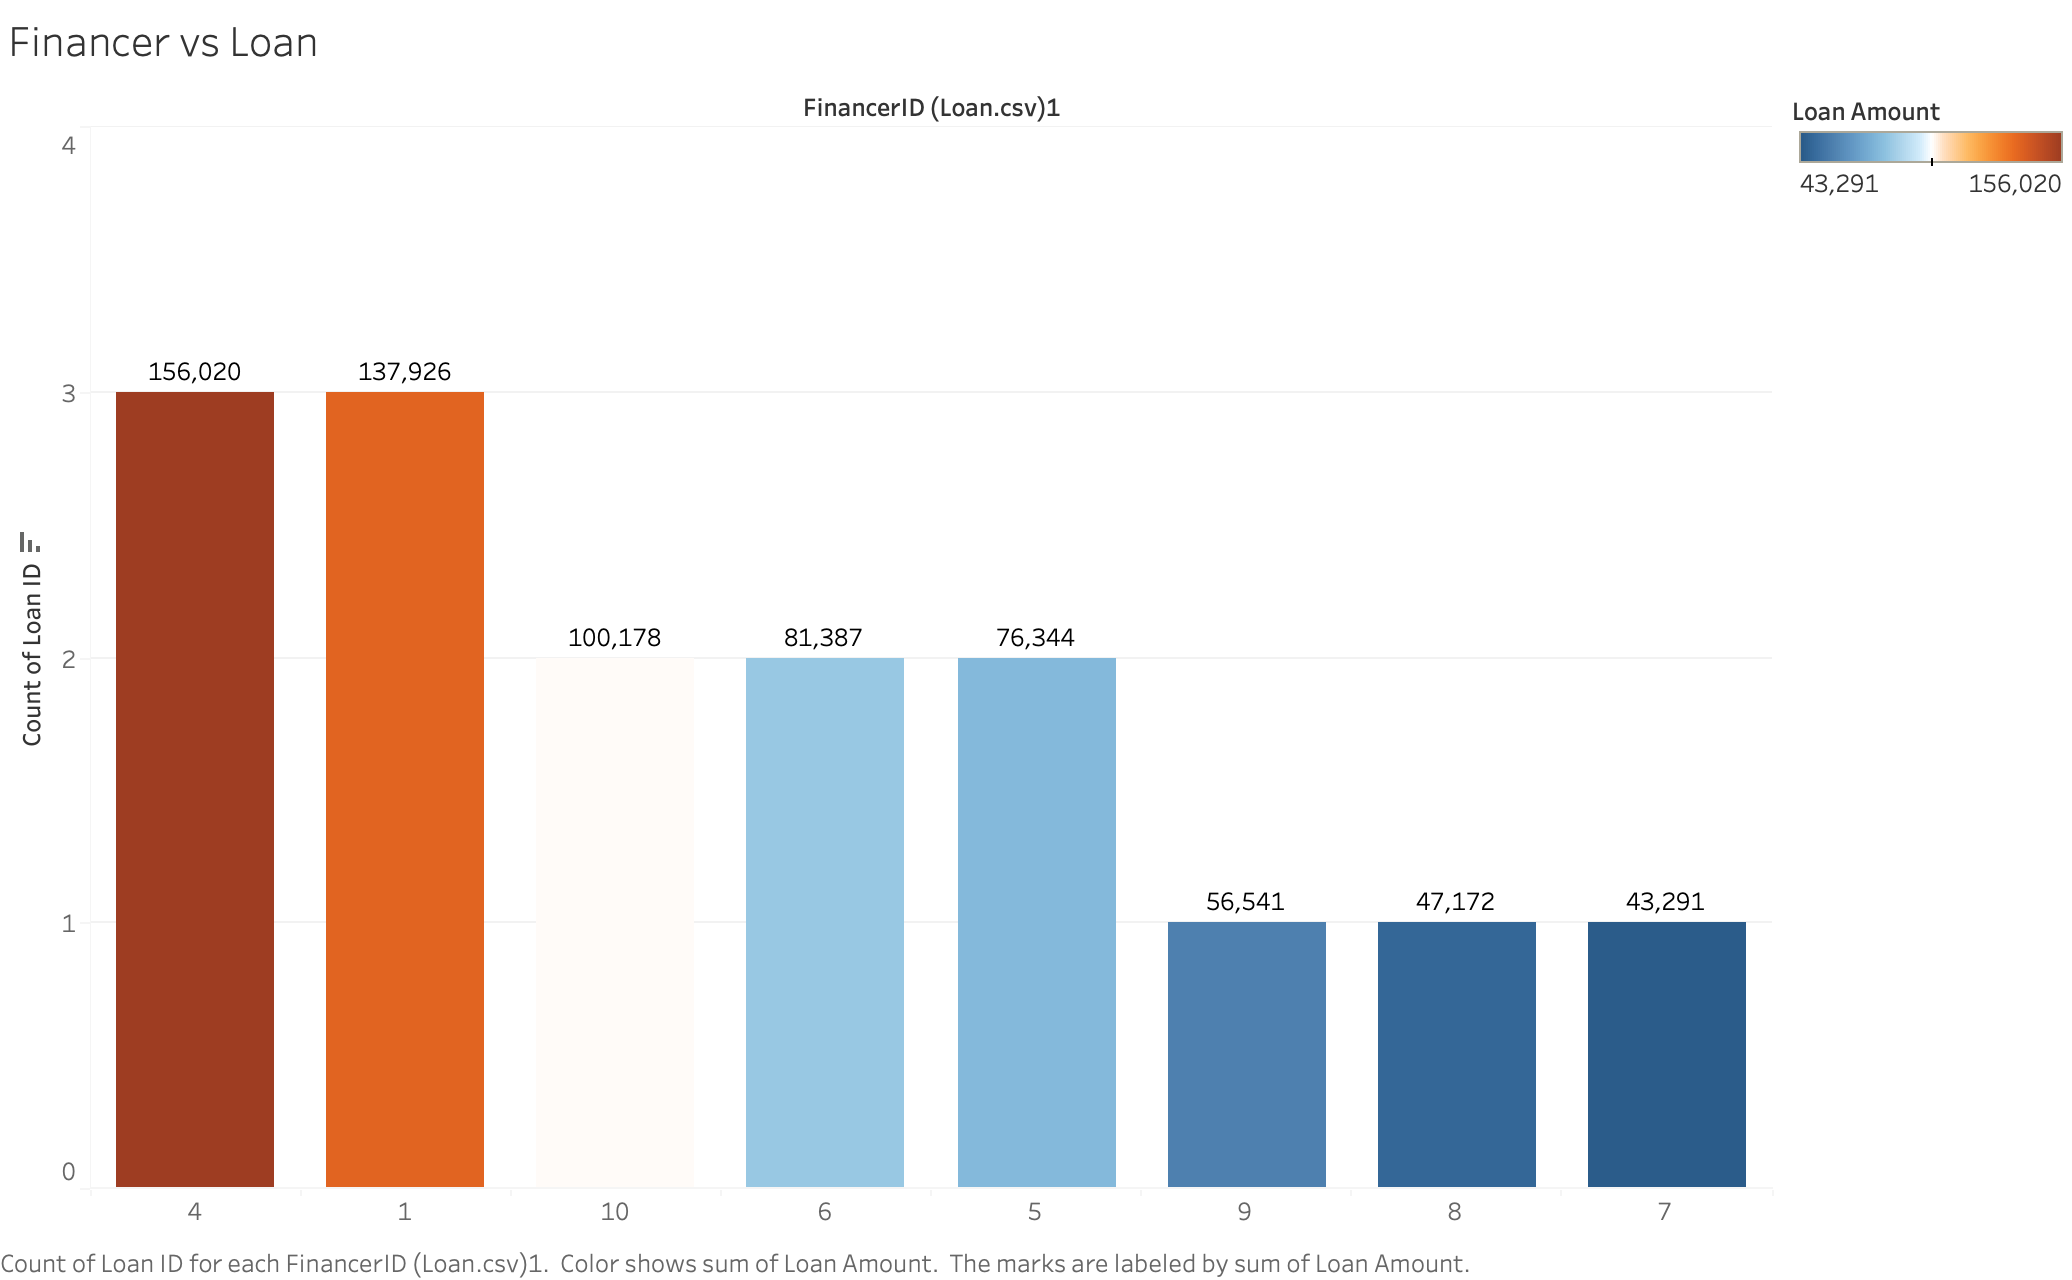 Financer vs Loan
FinancerID (Loan.csv)1
Loan Amount
43,291 156,020
4
3
2
1
0
Count of Loan ID
156,020
137,926
100,178
81,387
76,344
56,541
47,172
43,291
4 1 10 6 5 9 8 7
Count of Loan ID for each FinancerID (Loan.csv)1.  Color shows sum of Loan Amount.  The marks are labeled by sum of Loan Amount.